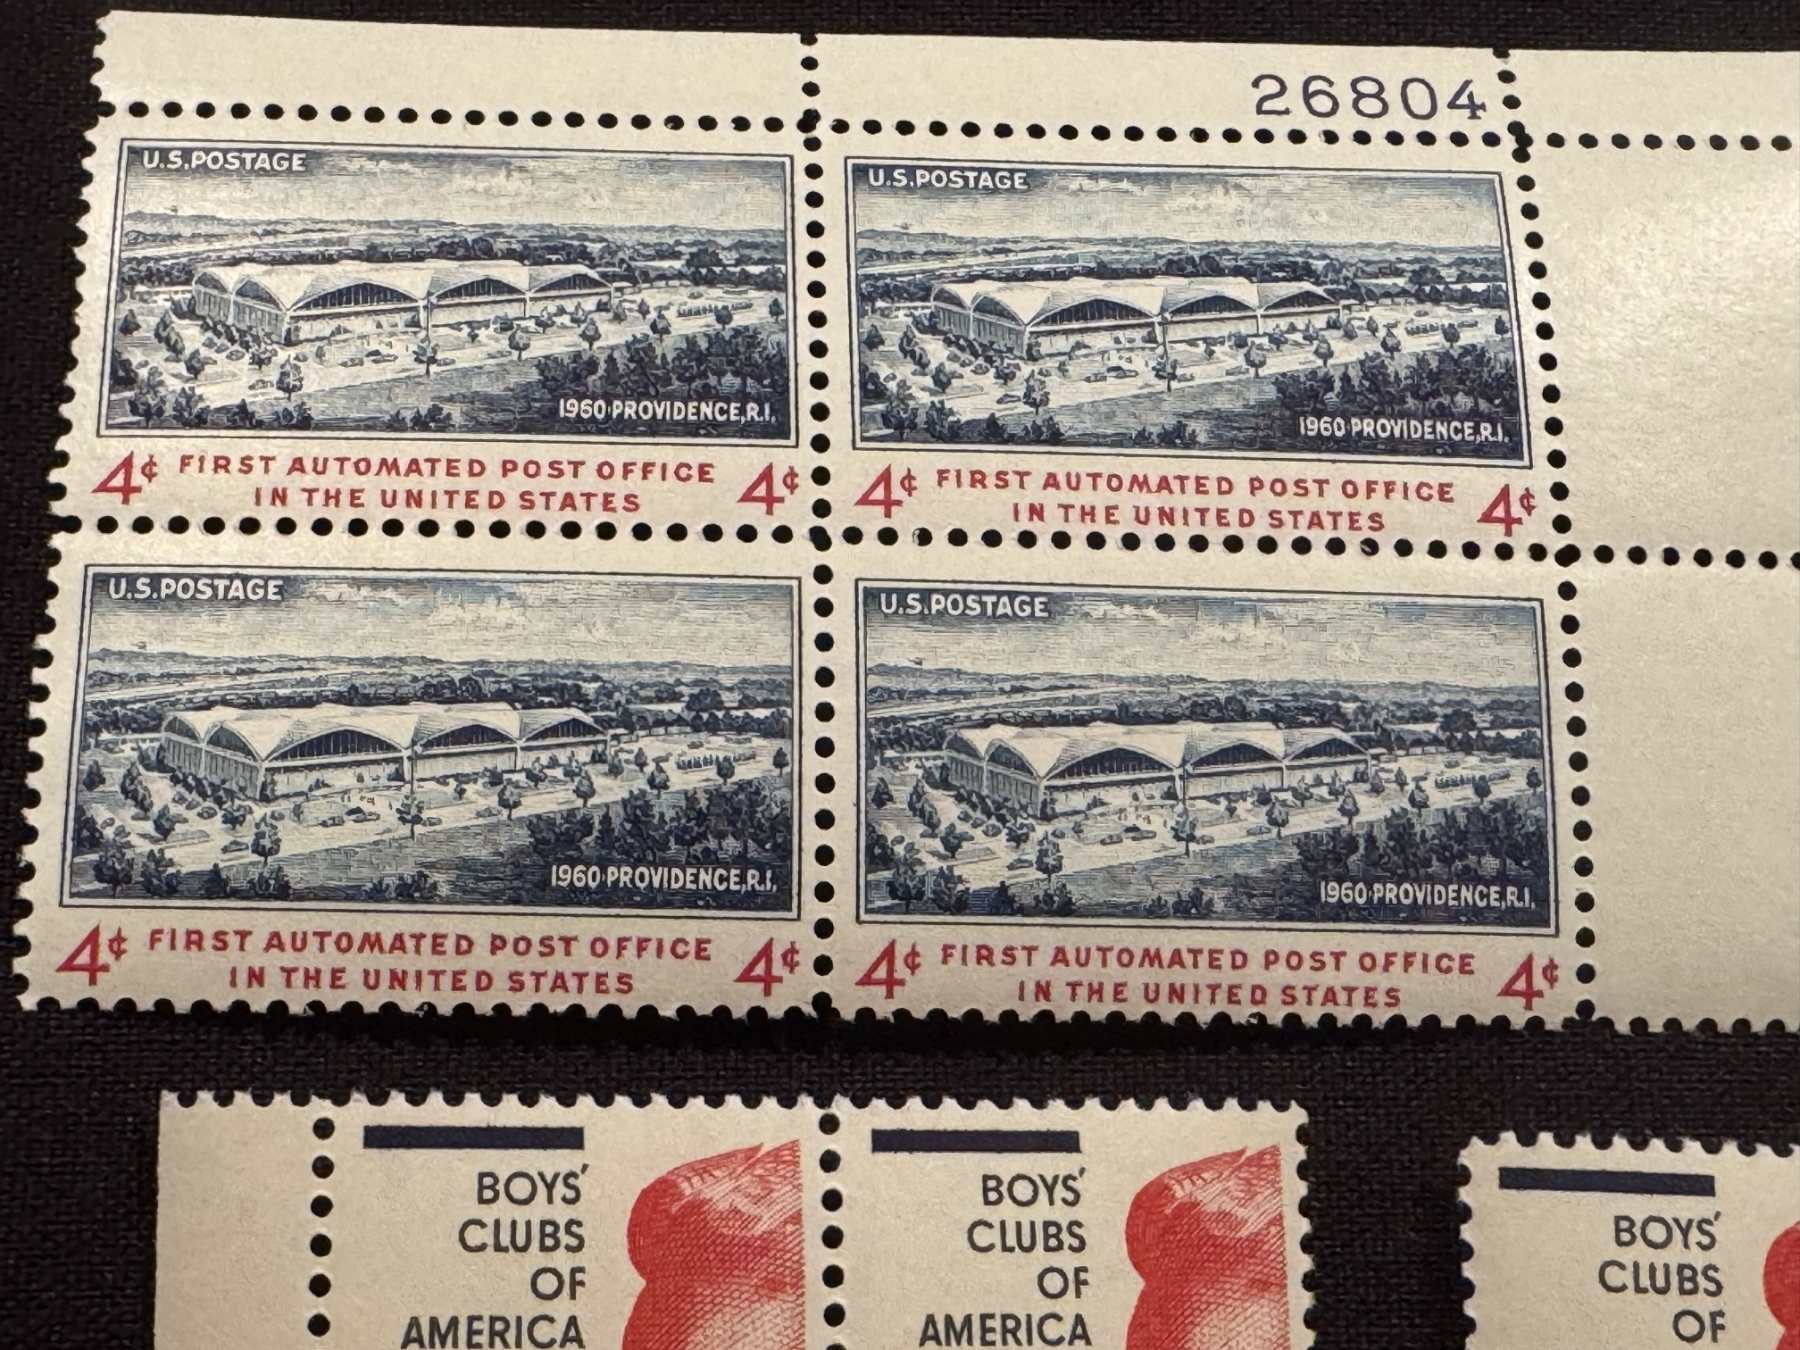 26804
U.S.POSTAGE
1960·PROVIDENCE,R.I.
4¢ FIRST AUTOMATED POST OFFICE 4¢
IN THE UNITED STATES
U.S.POSTAGE
1960·PROVIDENCE,R.I.
4¢ FIRST AUTOMATED POST OFFICE 4¢
IN THE UNITED STATES
U.S.POSTAGE
1960·PROVIDENCE,R.I.
4¢ FIRST AUTOMATED POST OFFICE 4¢
IN THE UNITED STATES
U.S.POSTAGE
1960·PROVIDENCE,R.I.
4¢ FIRST AUTOMATED POST OFFICE 4¢
IN THE UNITED STATES
BOYS'
CLUBS
OF
AMERICA
BOYS'
CLUBS
OF
AMERICA
BOYS'
CLUBS
OF